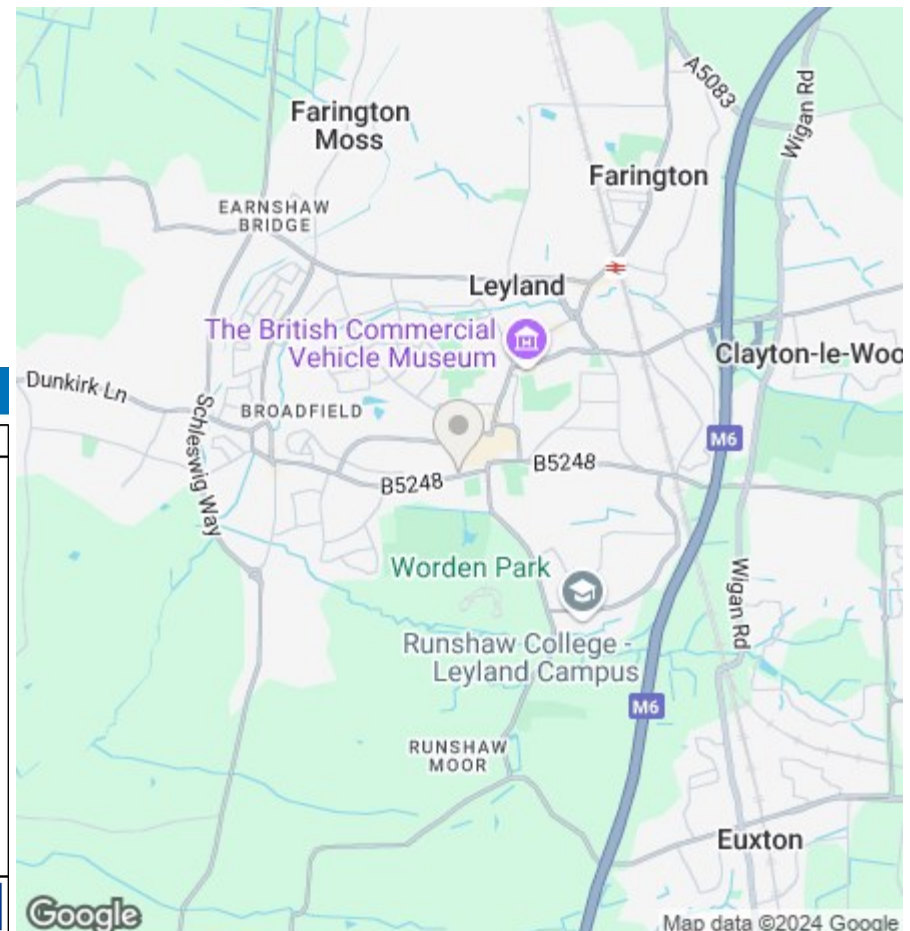 A5083
Wigan Rd
Farington
Moss
Farington
EARNSHAW
BRIDGE
Leyland
The British Commercial
Vehicle Museum
Clayton-le-Woo
Dunkirk Ln
BROADFIELD
Schleswig Way
M6
B5248
B5248
Worden Park
Wigan Rd
Runshaw College -
Leyland Campus
M6
RUNSHAW
MOOR
Euxton
Google
Map data ©2024 Google